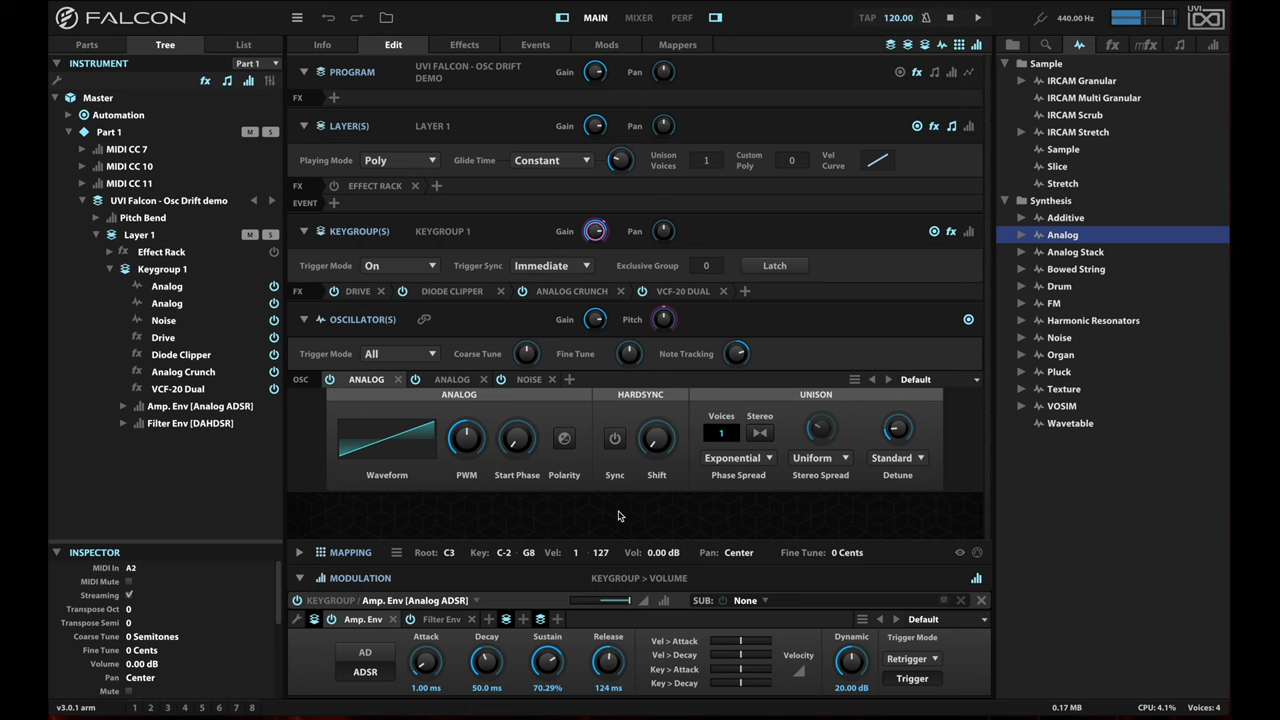 FALCON
MAIN MIXER PERF
TAP 120.00
440.00 Hz
UVI
Parts Tree List
Info Edit Effects Events Mods Mappers
INSTRUMENT Part 1
fx
Master
Automation
Part 1 M S
MIDI CC 7
MIDI CC 10
MIDI CC 11
UVI Falcon - Osc Drift demo
Pitch Bend
Layer 1 M S
fx Effect Rack
Keygroup 1
Analog
Analog
Noise
fx Drive
fx Diode Clipper
fx Analog Crunch
fx VCF-20 Dual
Amp. Env [Analog ADSR]
Filter Env [DAHDSR]
INSPECTOR
MIDI In A2
MIDI Mute
Streaming
Transpose Oct 0
Transpose Semi 0
Coarse Tune 0 Semitones
Fine Tune 0 Cents
Volume 0.00 dB
Pan Center
Mute
v3.0.1 arm 1 2 3 4 5 6 7 8
PROGRAM UVI FALCON - OSC DRIFT DEMO Gain Pan fx
FX
LAYER(S) LAYER 1 Gain Pan fx
Playing Mode Poly Glide Time Constant Unison Voices 1 Custom Poly 0 Vel Curve
FX EFFECT RACK
EVENT
KEYGROUP(S) KEYGROUP 1 Gain Pan fx
Trigger Mode On Trigger Sync Immediate Exclusive Group 0 Latch
FX DRIVE DIODE CLIPPER ANALOG CRUNCH VCF-20 DUAL
OSCILLATOR(S) Gain Pitch
Trigger Mode All Coarse Tune Fine Tune Note Tracking
OSC ANALOG ANALOG NOISE Default
ANALOG HARDSYNC UNISON
Voices Stereo
1
Exponential Uniform Standard
Waveform PWM Start Phase Polarity Sync Shift Phase Spread Stereo Spread Detune
MAPPING Root: C3 Key: C-2 - G8 Vel: 1 - 127 Vol: 0.00 dB Pan: Center Fine Tune: 0 Cents
MODULATION KEYGROUP > VOLUME
KEYGROUP / Amp. Env [Analog ADSR] SUB: None
Amp. Env Filter Env Default
AD
ADSR
Attack Decay Sustain Release
1.00 ms 50.0 ms 70.29% 124 ms
Vel > Attack
Vel > Decay
Key > Attack
Key > Decay
Velocity
Dynamic
20.00 dB
Trigger Mode
Retrigger
Trigger
fx mfx
Sample
IRCAM Granular
IRCAM Multi Granular
IRCAM Scrub
IRCAM Stretch
Sample
Slice
Stretch
Synthesis
Additive
Analog
Analog Stack
Bowed String
Drum
FM
Harmonic Resonators
Noise
Organ
Pluck
Texture
VOSIM
Wavetable
0.17 MB CPU: 4.1% Voices: 4